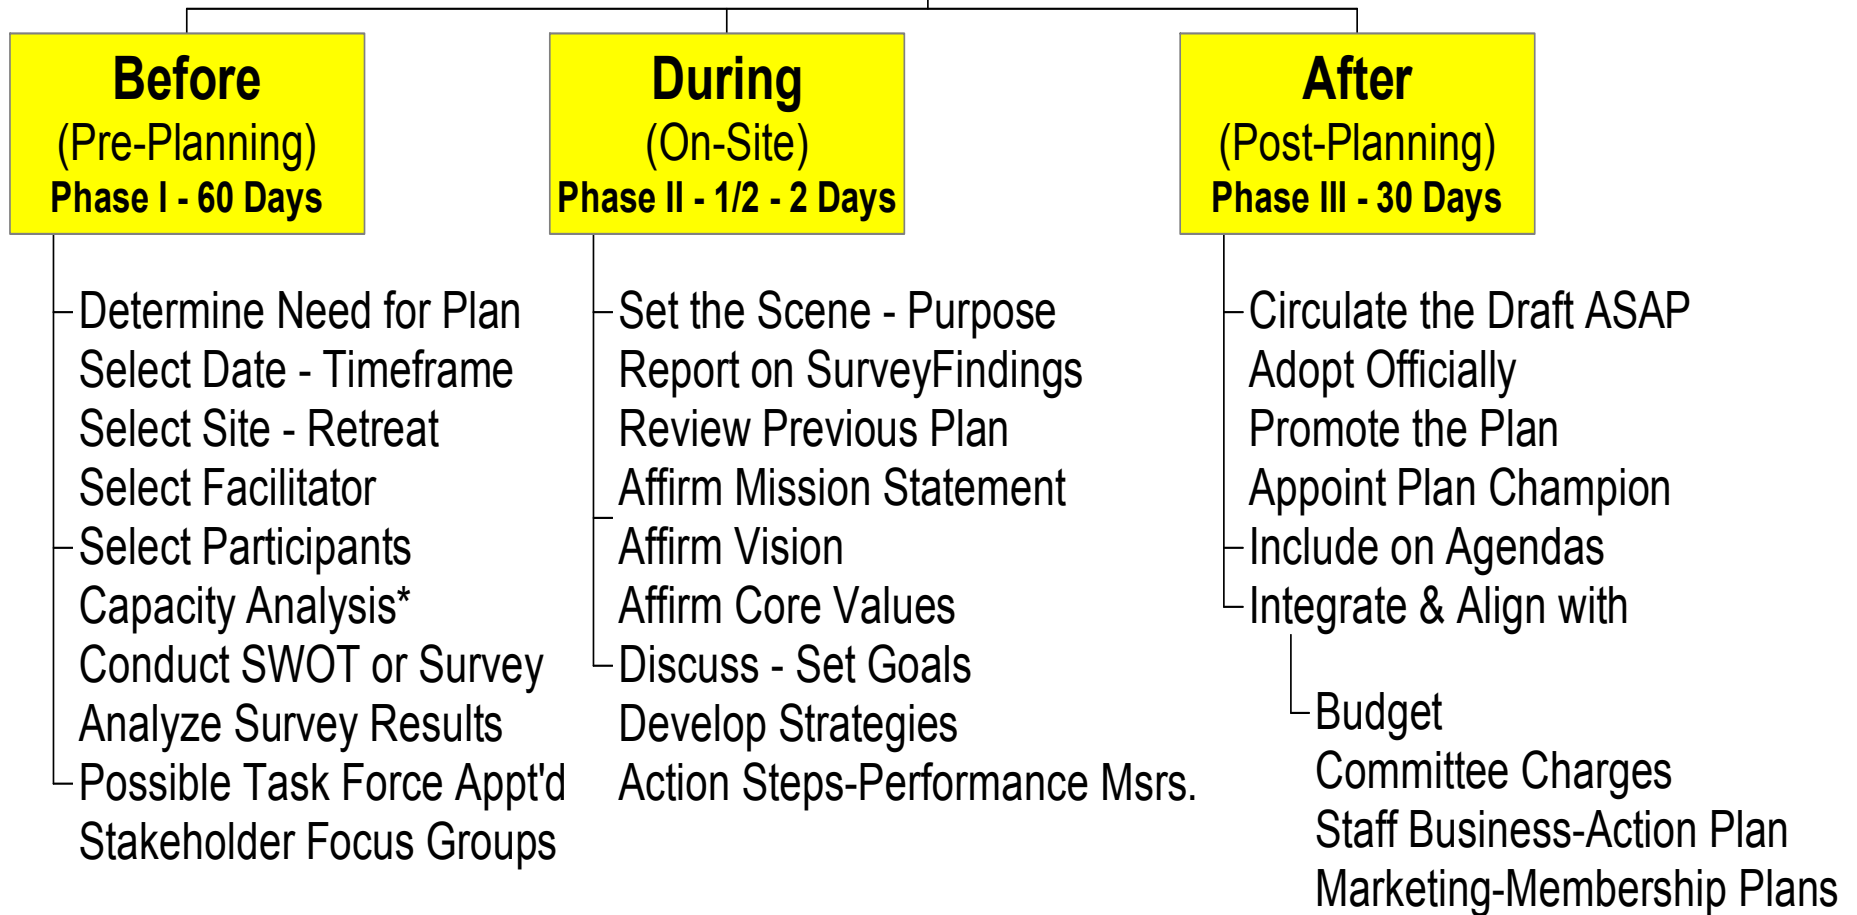 Before
(Pre-Planning)
Phase I - 60 Days
Determine Need for Plan
Select Date - Timeframe
Select Site - Retreat
Select Facilitator
Select Participants
Capacity Analysis*
Conduct SWOT or Survey
Analyze Survey Results
Possible Task Force Appt'd
Stakeholder Focus Groups
During
(On-Site)
Phase II - 1/2 - 2 Days
Set the Scene - Purpose
Report on SurveyFindings
Review Previous Plan
Affirm Mission Statement
Affirm Vision
Affirm Core Values
Discuss - Set Goals
Develop Strategies
Action Steps-Performance Msrs.
After
(Post-Planning)
Phase III - 30 Days
Circulate the Draft ASAP
Adopt Officially
Promote the Plan
Appoint Plan Champion
Include on Agendas
Integrate & Align with
Budget
Committee Charges
Staff Business-Action Plan
Marketing-Membership Plans